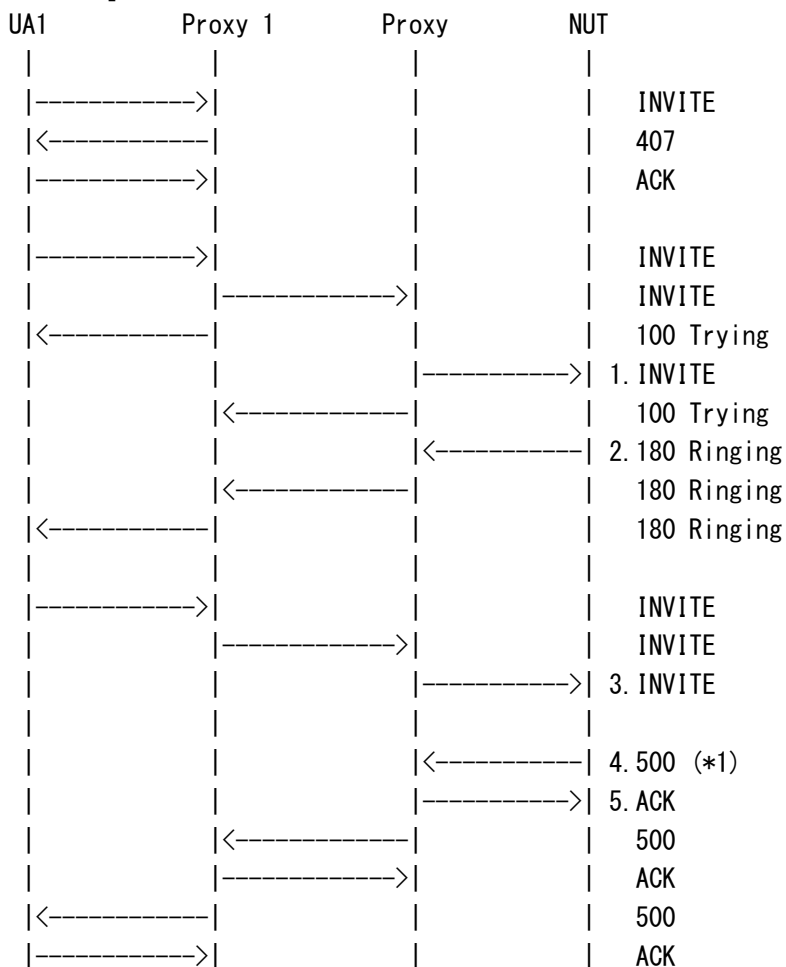 UA1 Proxy 1 Proxy NUT
INVITE
407
ACK
INVITE
INVITE
100 Trying
1. INVITE
100 Trying
2. 180 Ringing
180 Ringing
180 Ringing
INVITE
INVITE
3. INVITE
4. 500 (*1)
5. ACK
500
ACK
500
ACK